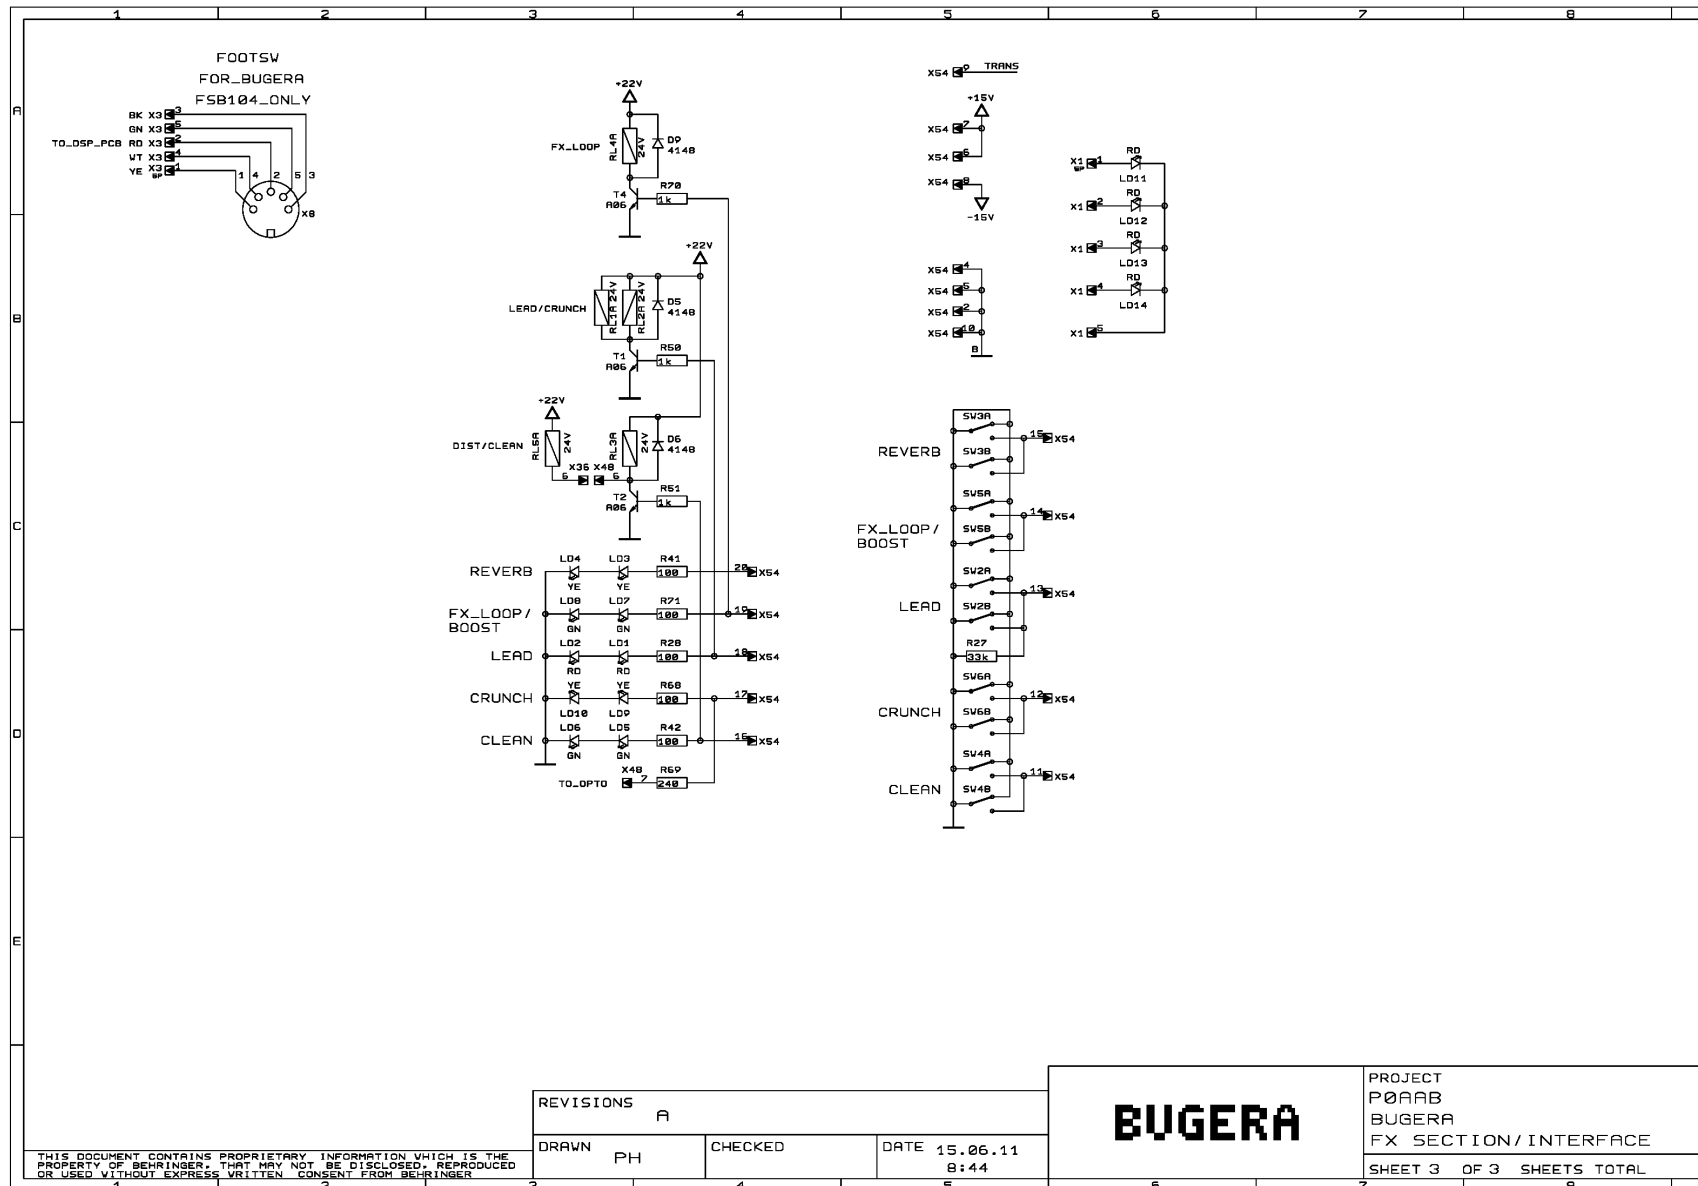 1 2 3 4 5 6 7 8
A
B
C
D
E
FOOTSW
FOR_BUGERA
FSB104_ONLY
BK X3 3
GN X3 5
TO_DSP_PCB RD X3 2
WT X3 4
YE X3 1
5P
1 4 2 5 3
X8
+22V
FX_LOOP
RL4A
24V
D9
4148
T4
A06
R70
1k
+22V
LEAD/CRUNCH
RL1A 24V
RL2A 24V
D5
4148
T1
A06
R50
1k
+22V
DIST/CLEAN
RL5A
24V
X36 X48
6 6
RL3A
24V
D6
4148
T2
A06
R51
1k
REVERB
LD4
YE
LD3
YE
R41
100
20 X54
FX_LOOP/
BOOST
LD8
GN
LD7
GN
R71
100
19 X54
LEAD
LD2
RD
LD1
RD
R28
100
18 X54
CRUNCH
YE
LD10
YE
LD9
R68
100
17 X54
CLEAN
LD6
GN
LD5
GN
R42
100
16 X54
TO_OPTO
X48
7
R69
240
X54 9 TRANS
+15V
X54 7
X54 6
X54 8
-15V
X54 4
X54 5
X54 2
X54 10
B
X1 1
5P
RD
LD11
X1 2
RD
LD12
X1 3
RD
LD13
X1 4
RD
LD14
X1 5
REVERB
SW3A
SW3B
15 X54
FX_LOOP/
BOOST
SW5A
SW5B
14 X54
LEAD
SW2A
SW2B
13 X54
R27
33k
CRUNCH
SW6A
SW6B
12 X54
CLEAN
SW4A
SW4B
11 X54
REVISIONS
A
DRAWN
PH
CHECKED
DATE 15.06.11
8:44
BUGERA
PROJECT
P0AAB
BUGERA
FX SECTION/INTERFACE
SHEET 3 OF 3 SHEETS TOTAL
THIS DOCUMENT CONTAINS PROPRIETARY INFORMATION WHICH IS THE
PROPERTY OF BEHRINGER. THAT MAY NOT BE DISCLOSED. REPRODUCED
OR USED WITHOUT EXPRESS WRITTEN CONSENT FROM BEHRINGER
1 2 3 4 5 6 7 8